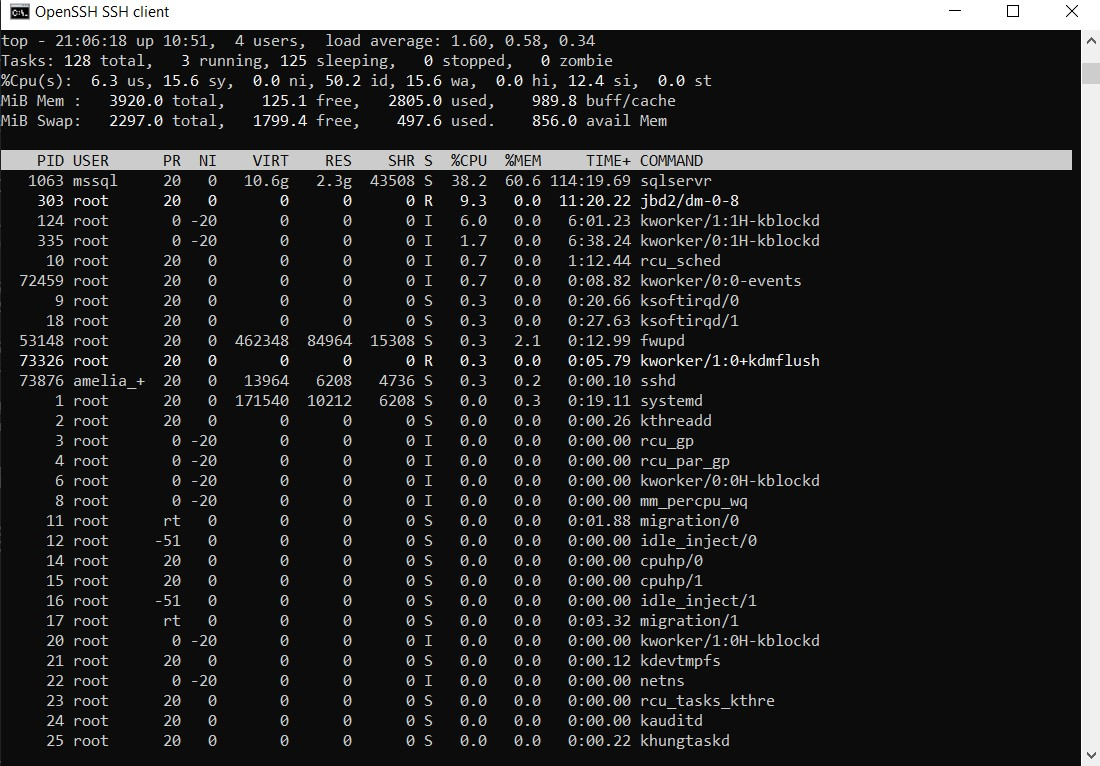 OpenSSH SSH client
top - 21:06:18 up 10:51,  4 users,  load average: 1.60, 0.58, 0.34
Tasks: 128 total,   3 running, 125 sleeping,   0 stopped,   0 zombie
%Cpu(s):  6.3 us, 15.6 sy,  0.0 ni, 50.2 id, 15.6 wa,  0.0 hi, 12.4 si,  0.0 st
MiB Mem :   3920.0 total,    125.1 free,   2805.0 used,    989.8 buff/cache
MiB Swap:   2297.0 total,   1799.4 free,    497.6 used.    856.0 avail Mem
    PID USER      PR  NI    VIRT    RES    SHR S  %CPU  %MEM     TIME+ COMMAND
   1063 mssql     20   0   10.6g   2.3g  43508 S  38.2  60.6 114:19.69 sqlservr
    303 root      20   0       0      0      0 R   9.3   0.0  11:20.22 jbd2/dm-0-8
    124 root       0 -20       0      0      0 I   6.0   0.0   6:01.23 kworker/1:1H-kblockd
    335 root       0 -20       0      0      0 I   1.7   0.0   6:38.24 kworker/0:1H-kblockd
     10 root      20   0       0      0      0 I   0.7   0.0   1:12.44 rcu_sched
  72459 root      20   0       0      0      0 I   0.7   0.0   0:08.82 kworker/0:0-events
      9 root      20   0       0      0      0 S   0.3   0.0   0:20.66 ksoftirqd/0
     18 root      20   0       0      0      0 S   0.3   0.0   0:27.63 ksoftirqd/1
  53148 root      20   0  462348  84964  15308 S   0.3   2.1   0:12.99 fwupd
  73326 root      20   0       0      0      0 R   0.3   0.0   0:05.79 kworker/1:0+kdmflush
  73876 amelia_+  20   0   13964   6208   4736 S   0.3   0.2   0:00.10 sshd
      1 root      20   0  171540  10212   6208 S   0.0   0.3   0:19.11 systemd
      2 root      20   0       0      0      0 S   0.0   0.0   0:00.26 kthreadd
      3 root       0 -20       0      0      0 I   0.0   0.0   0:00.00 rcu_gp
      4 root       0 -20       0      0      0 I   0.0   0.0   0:00.00 rcu_par_gp
      6 root       0 -20       0      0      0 I   0.0   0.0   0:00.00 kworker/0:0H-kblockd
      8 root       0 -20       0      0      0 I   0.0   0.0   0:00.00 mm_percpu_wq
     11 root      rt   0       0      0      0 S   0.0   0.0   0:01.88 migration/0
     12 root     -51   0       0      0      0 S   0.0   0.0   0:00.00 idle_inject/0
     14 root      20   0       0      0      0 S   0.0   0.0   0:00.00 cpuhp/0
     15 root      20   0       0      0      0 S   0.0   0.0   0:00.00 cpuhp/1
     16 root     -51   0       0      0      0 S   0.0   0.0   0:00.00 idle_inject/1
     17 root      rt   0       0      0      0 S   0.0   0.0   0:03.32 migration/1
     20 root       0 -20       0      0      0 I   0.0   0.0   0:00.00 kworker/1:0H-kblockd
     21 root      20   0       0      0      0 S   0.0   0.0   0:00.12 kdevtmpfs
     22 root       0 -20       0      0      0 I   0.0   0.0   0:00.00 netns
     23 root      20   0       0      0      0 S   0.0   0.0   0:00.00 rcu_tasks_kthre
     24 root      20   0       0      0      0 S   0.0   0.0   0:00.00 kauditd
     25 root      20   0       0      0      0 S   0.0   0.0   0:00.22 khungtaskd